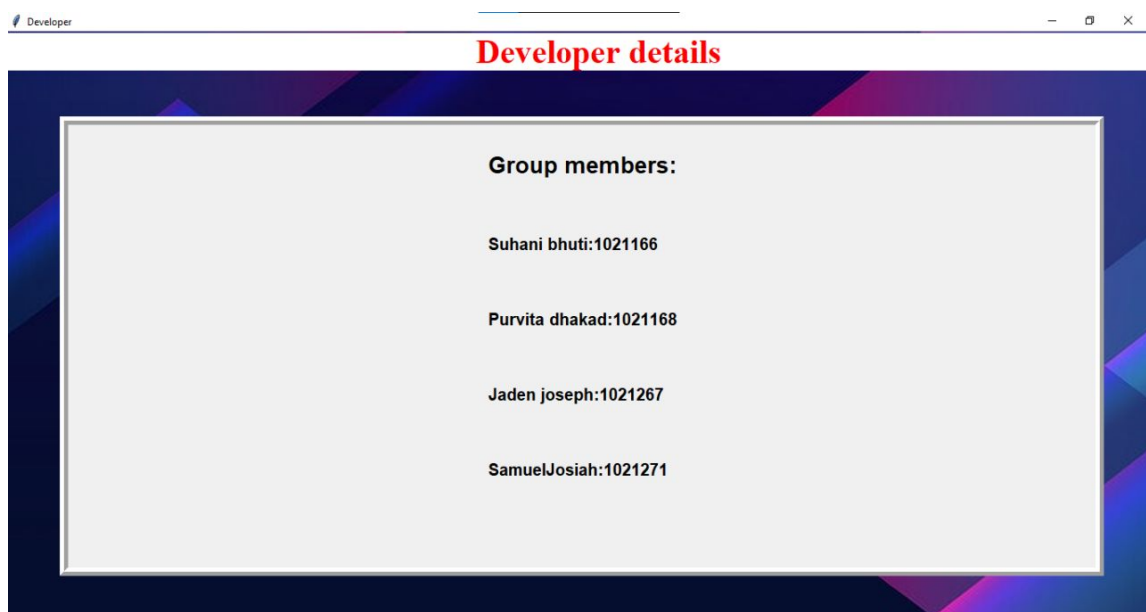 Developer
Developer details
Group members:
Suhani bhuti:1021166
Purvita dhakad:1021168
Jaden joseph:1021267
SamuelJosiah:1021271